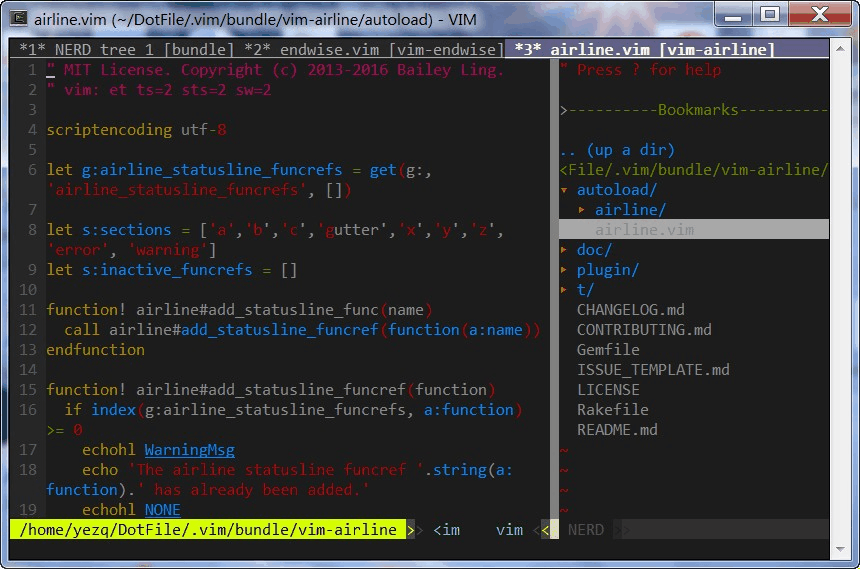 airline.vim (~/DotFile/.vim/bundle/vim-airline/autoload) - VIM
*1* NERD tree 1 [bundle] *2* endwise.vim [vim-endwise] *3* airline.vim [vim-airline]
1 " MIT License. Copyright (c) 2013-2016 Bailey Ling.
2 " vim: et ts=2 sts=2 sw=2
3
4 scriptencoding utf-8
5
6 let g:airline_statusline_funcrefs = get(g:,
'airline_statusline_funcrefs', [])
7
8 let s:sections = ['a','b','c','gutter','x','y','z',
'error', 'warning']
9 let s:inactive_funcrefs = []
10
11 function! airline#add_statusline_func(name)
12 call airline#add_statusline_funcref(function(a:name))
13 endfunction
14
15 function! airline#add_statusline_funcref(function)
16 if index(g:airline_statusline_funcrefs, a:function)
>= 0
17 echohl WarningMsg
18 echo 'The airline statusline funcref '.string(a:
function).' has already been added.'
19 echohl NONE
/home/yezq/DotFile/.vim/bundle/vim-airline >> <im vim <<
" Press ? for help
>----------Bookmarks----------
.. (up a dir)
<File/.vim/bundle/vim-airline/
▾ autoload/
▸ airline/
airline.vim
▸ doc/
▸ plugin/
▸ t/
CHANGELOG.md
CONTRIBUTING.md
Gemfile
ISSUE_TEMPLATE.md
LICENSE
Rakefile
README.md
~
~
~
~
NERD >>